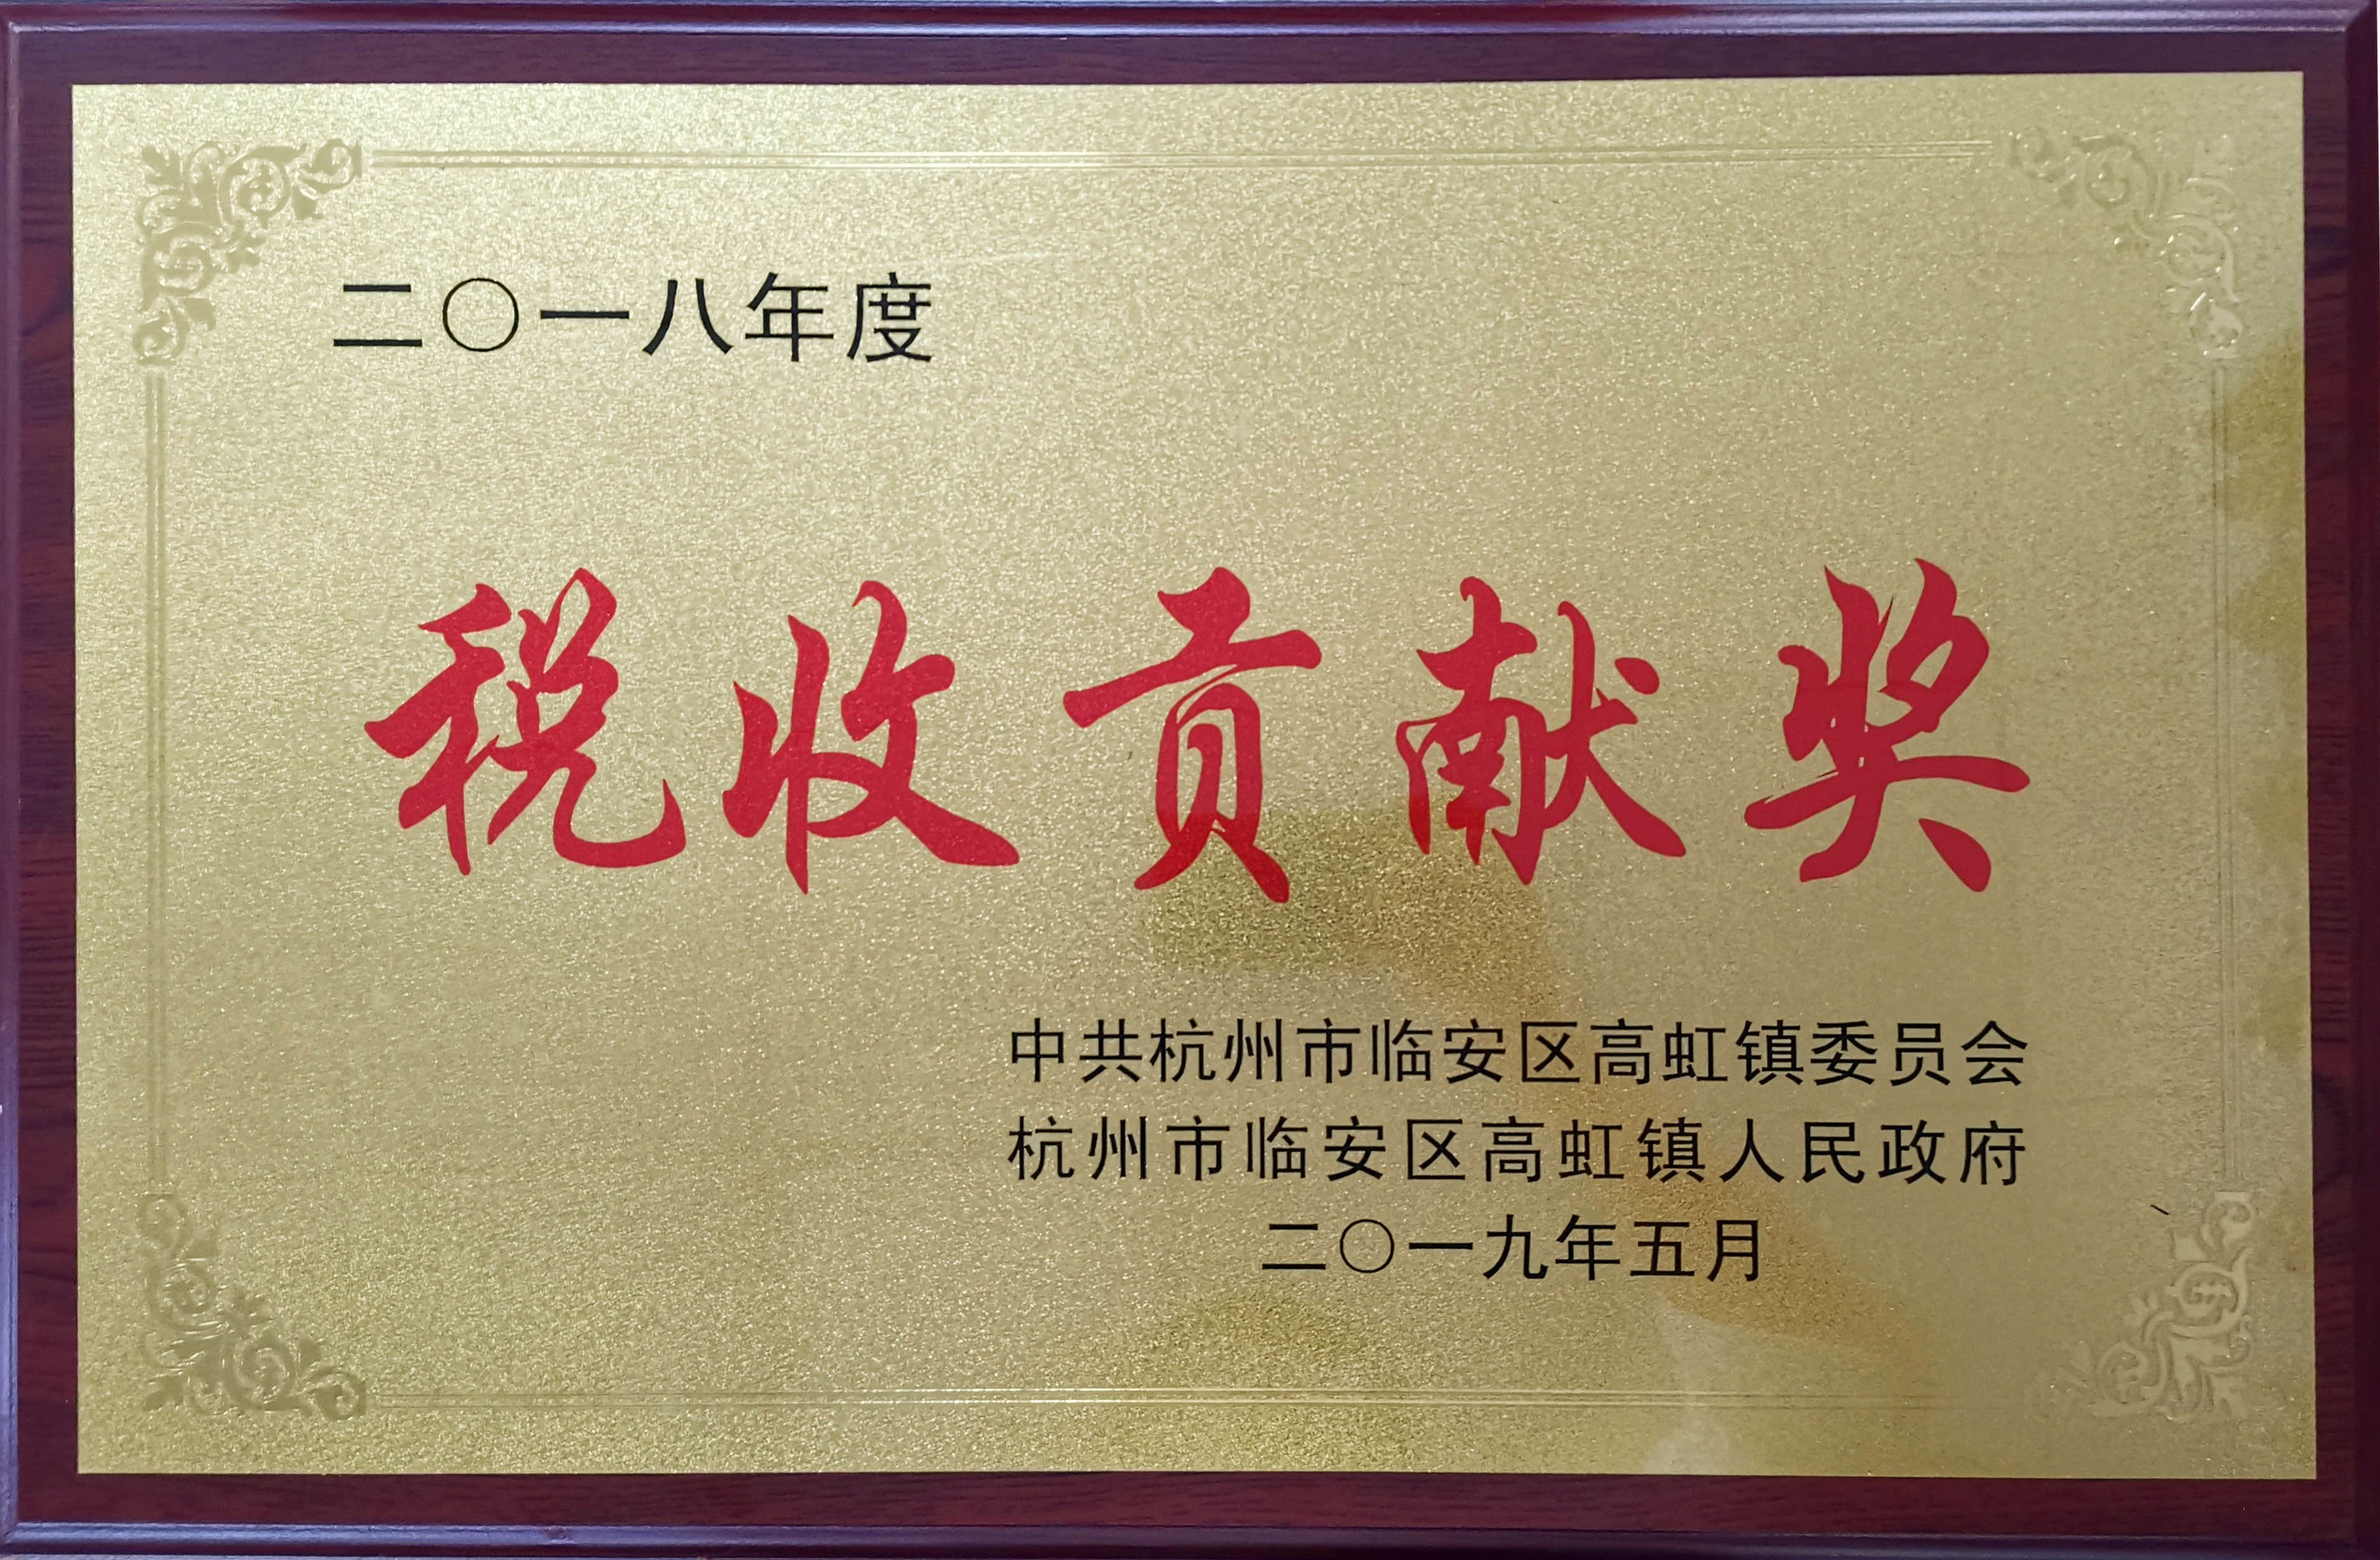 二〇一八年度
税收贡献奖
中共杭州市临安区高虹镇委员会
杭州市临安区高虹镇人民政府
二〇一九年五月